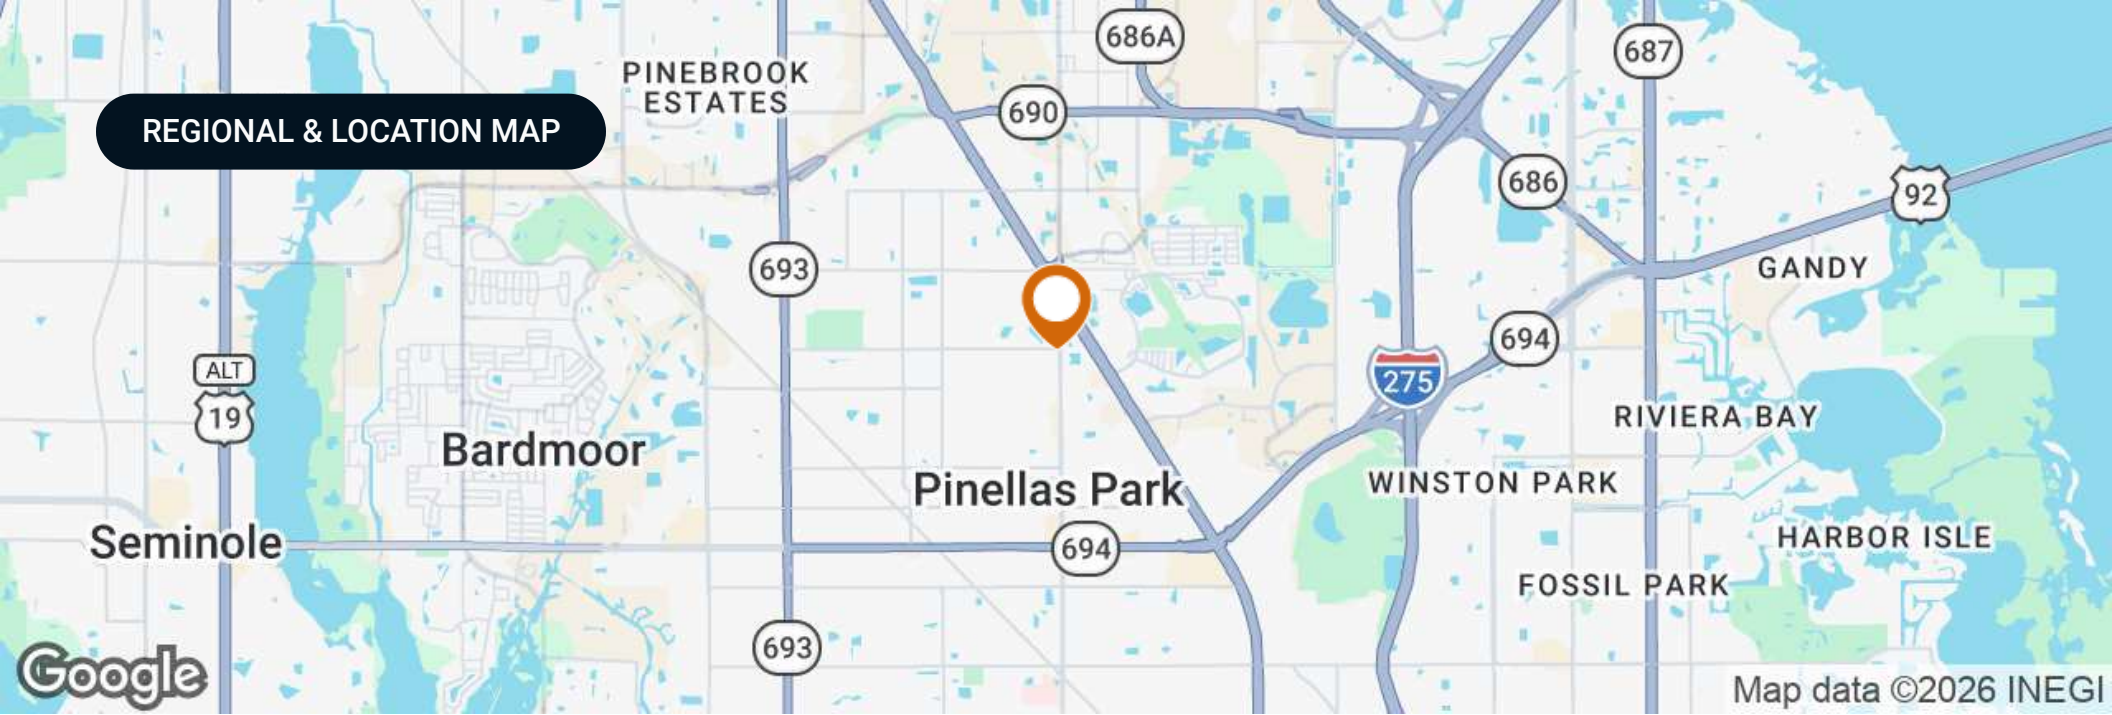 686A
687
PINEBROOK
ESTATES
690
REGIONAL & LOCATION MAP
686
92
693
GANDY
694
ALT
19
275
RIVIERA BAY
Bardmoor
Pinellas Park
WINSTON PARK
Seminole
694
HARBOR ISLE
FOSSIL PARK
693
Google
Map data ©2026 INEGI